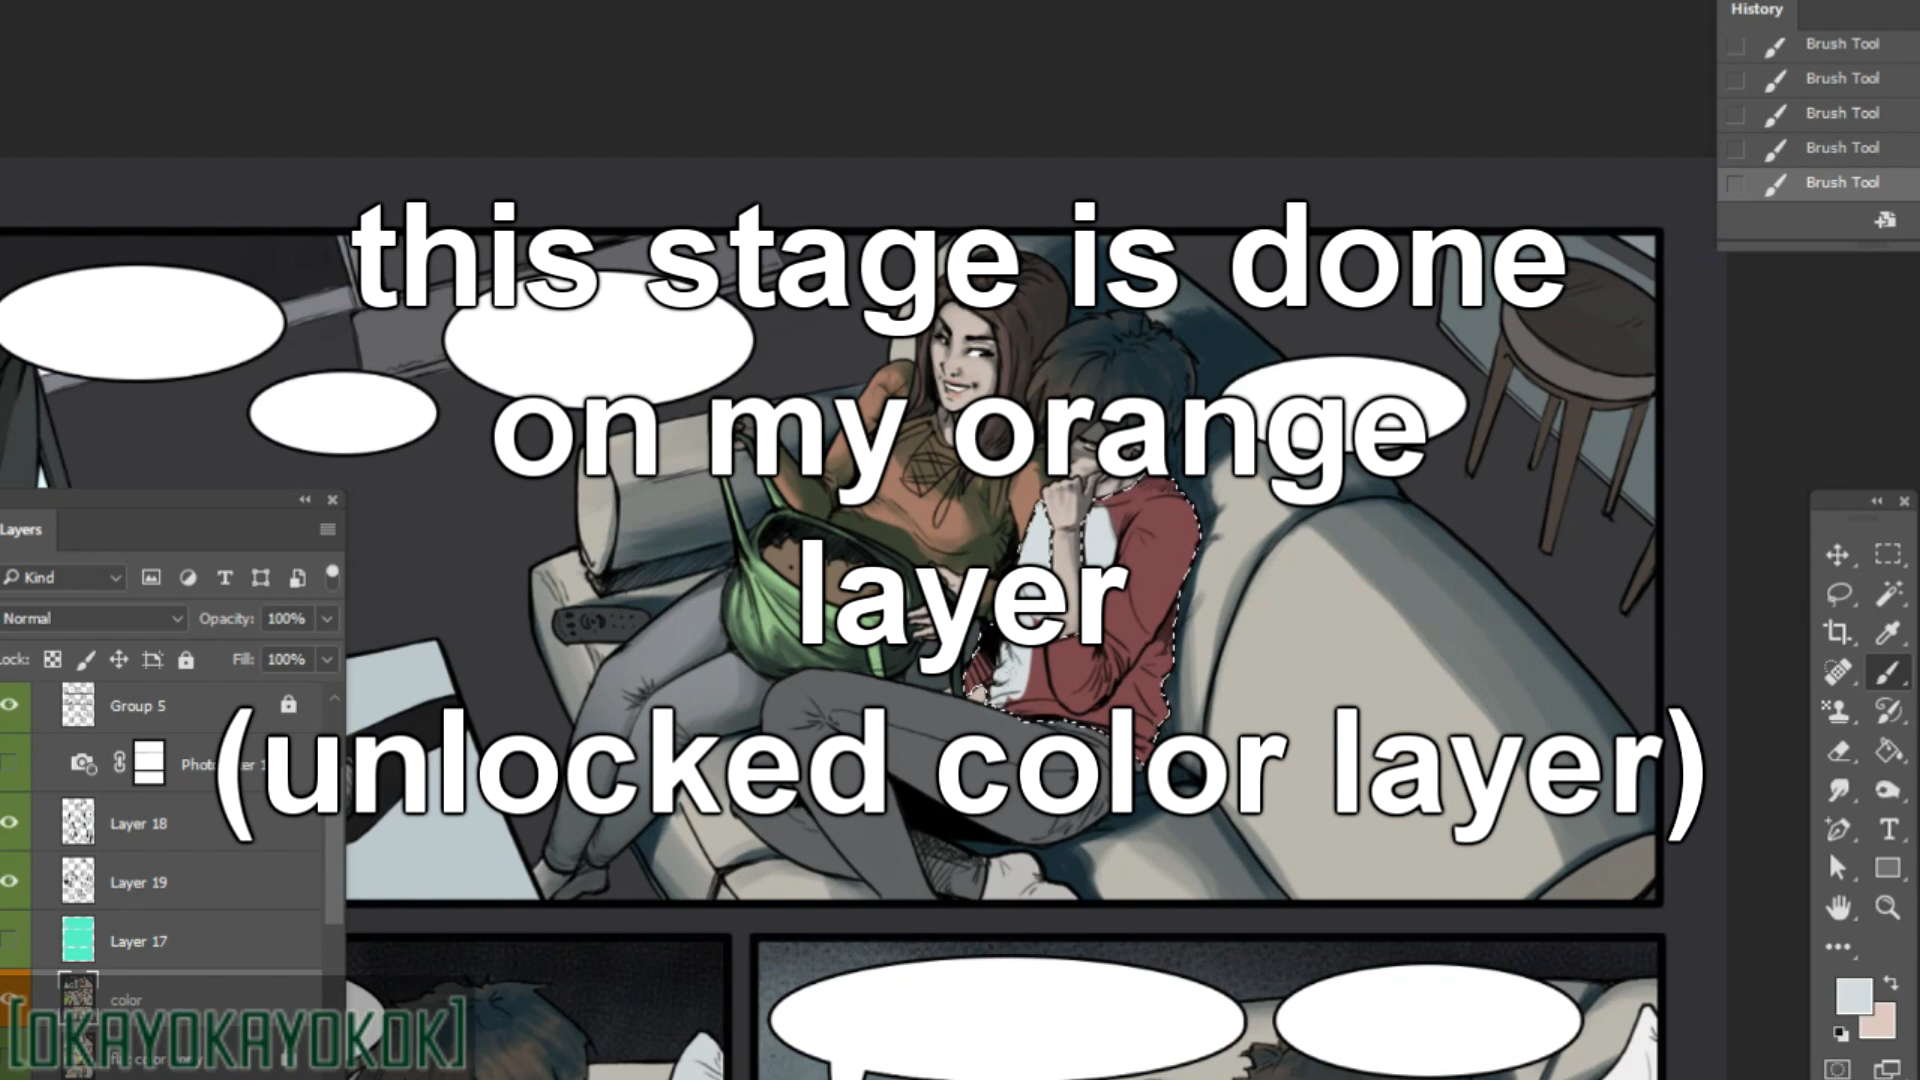 History
Brush Tool
Brush Tool
Brush Tool
Brush Tool
Brush Tool
this stage is done
on my orange
layer
(unlocked color layer)
Layers
Kind
Normal
Opacity: 100%
Fill: 100%
Group 5
Layer 18
Layer 19
Layer 17
color
[OKAYOKAYOKOK]